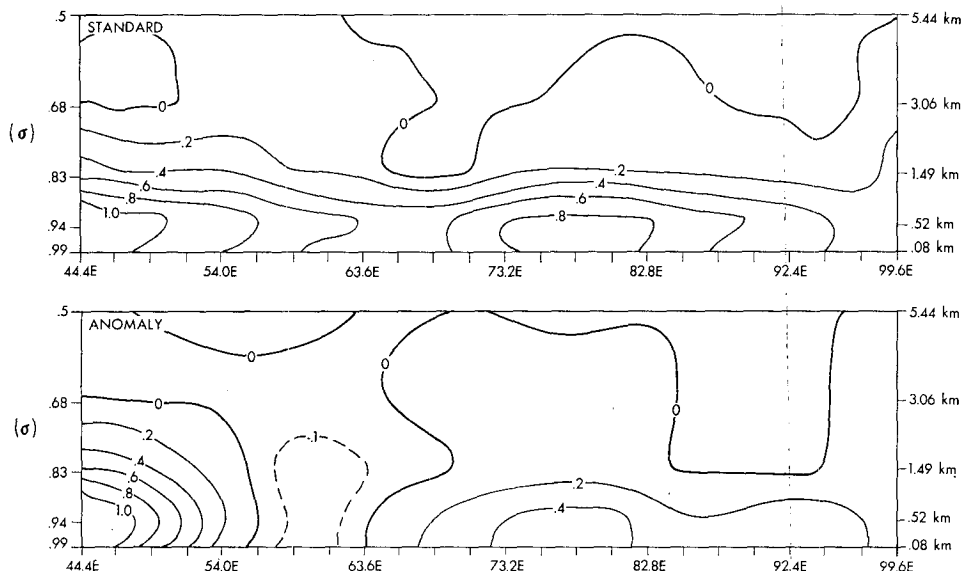 STANDARD
.5
.68
(σ)
.83
.94
.99
5.44 km
3.06 km
1.49 km
.52 km
.08 km
0
0
0
.2
.4
.6
.8
1.0
.2
.4
.6
.8
44.4E 54.0E 63.6E 73.2E 82.8E 92.4E 99.6E
ANOMALY
.5
.68
(σ)
.83
.94
.99
5.44 km
3.06 km
1.49 km
.52 km
.08 km
0
0
0
0
.2
.4
.6
.8
1.0
-.1
.2
.4
44.4E 54.0E 63.6E 73.2E 82.8E 92.4E 99.6E